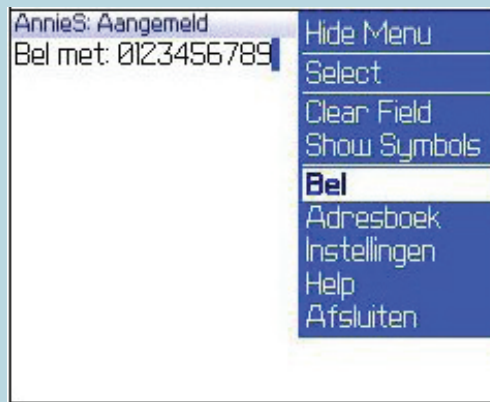 AnnieS: Aangemeld
Bel met: 0123456789
Hide Menu
Select
Clear Field
Show Symbols
Bel
Adresboek
Instellingen
Help
Afsluiten